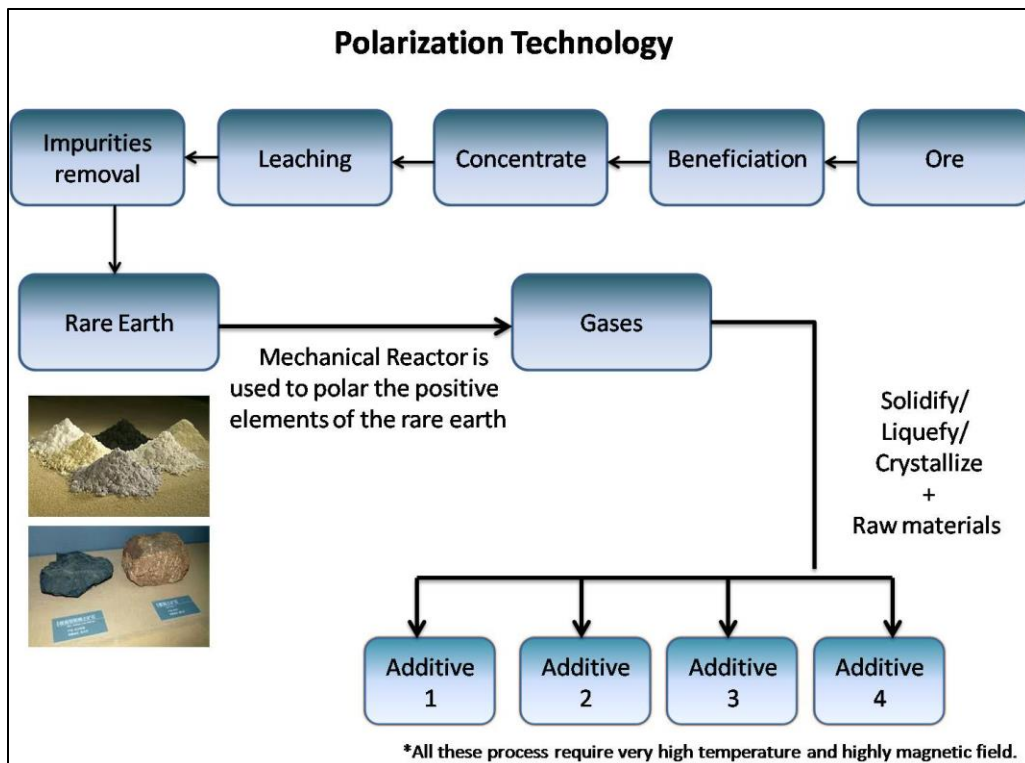 Polarization Technology
Impurities
removal
Leaching
Concentrate
Beneficiation
Ore
Rare Earth
Gases
Mechanical Reactor is
used to polar the positive
elements of the rare earth
Solidify/
Liquefy/
Crystallize
+
Raw materials
Additive
1
Additive
2
Additive
3
Additive
4
*All these process require very high temperature and highly magnetic field.